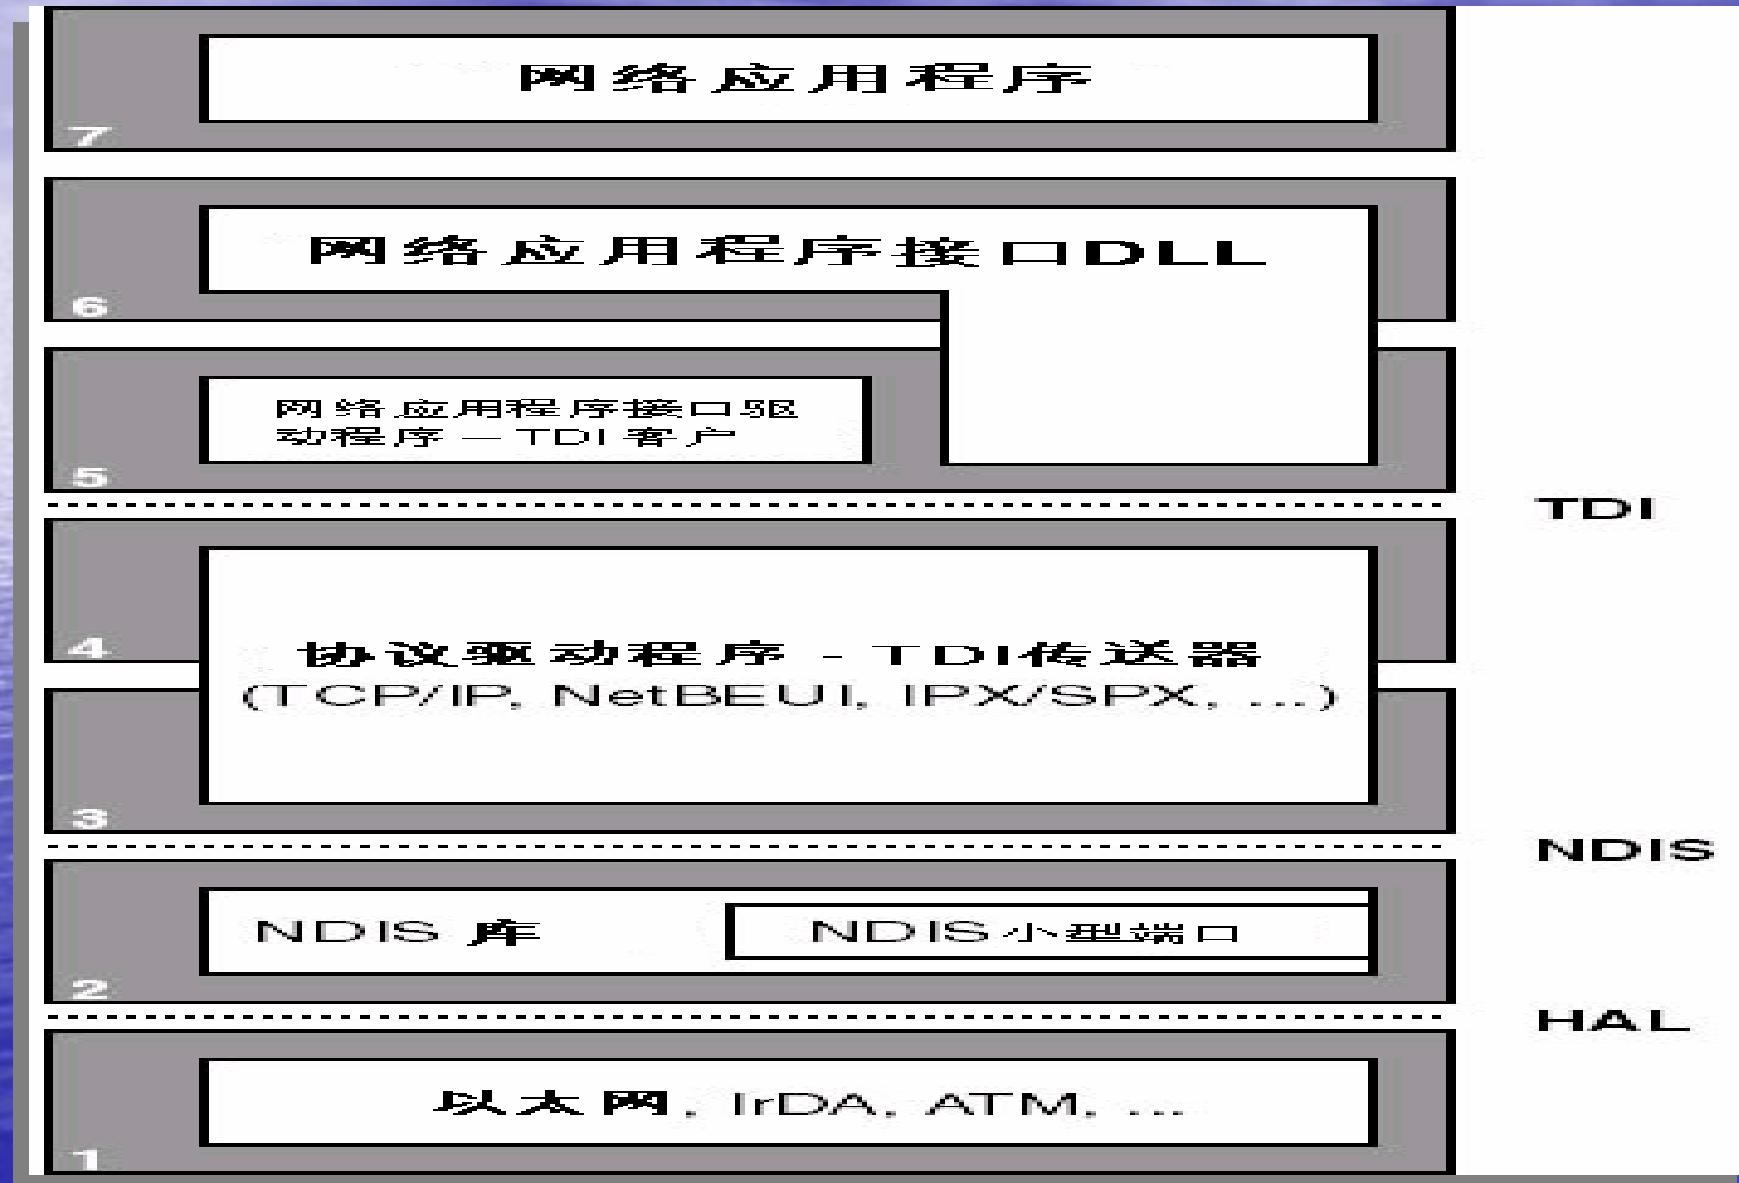 网络应用程序
7
网络应用程序接口DLL
6
网络应用程序接口驱
动程序－TDI客户
5
TDI
4
协议驱动程序 - TDI传送器
(TCP/IP, NetBEUI, IPX/SPX, ...)
3
NDIS
NDIS 库
NDIS小型端口
2
HAL
以太网, IrDA, ATM, ...
1